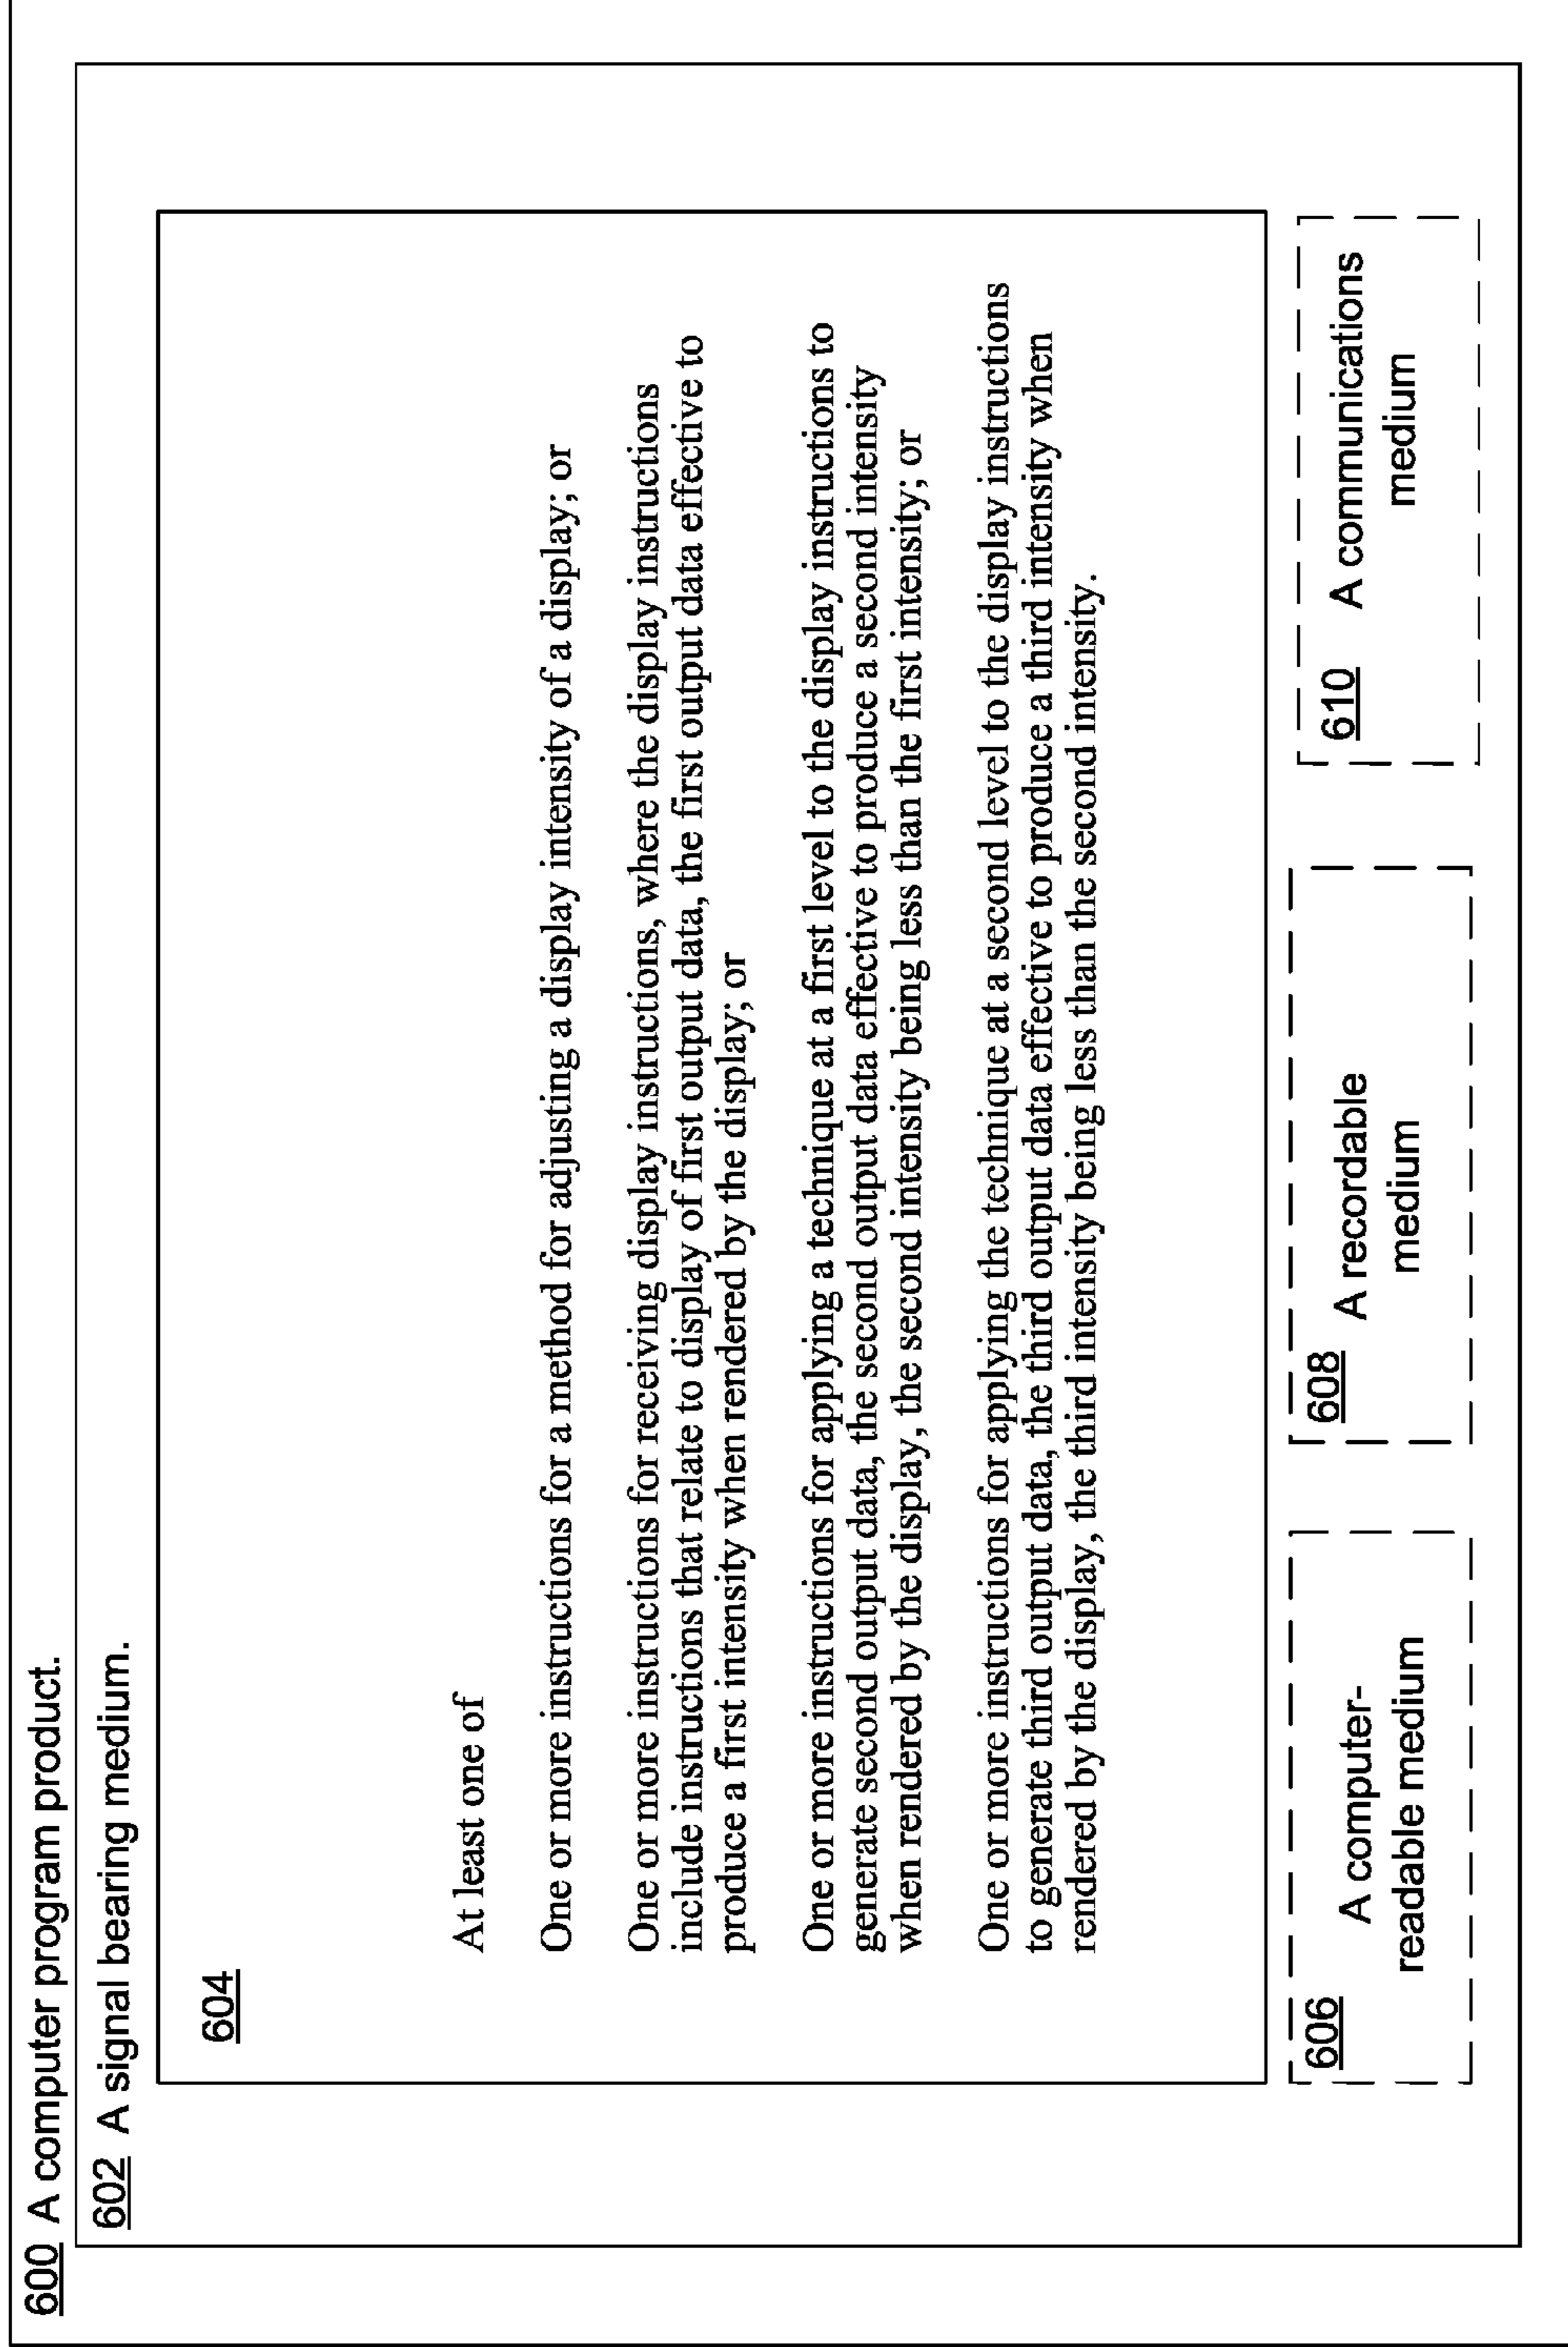 600 A computer program product.
602 A signal bearing medium.
604
At least one of
One or more instructions for a method for adjusting a display intensity of a display; or
One or more instructions for receiving display instructions, where the display instructions
include instructions that relate to display of first output data, the first output data effective to
produce a first intensity when rendered by the display; or
One or more instructions for applying a technique at a first level to the display instructions to
generate second output data, the second output data effective to produce a second intensity
when rendered by the display, the second intensity being less than the first intensity; or
One or more instructions for applying the technique at a second level to the display instructions
to generate third output data, the third output data effective to produce a third intensity when
rendered by the display, the third intensity being less than the second intensity.
606 A computer-
readable medium
608 A recordable
medium
610 A communications
medium